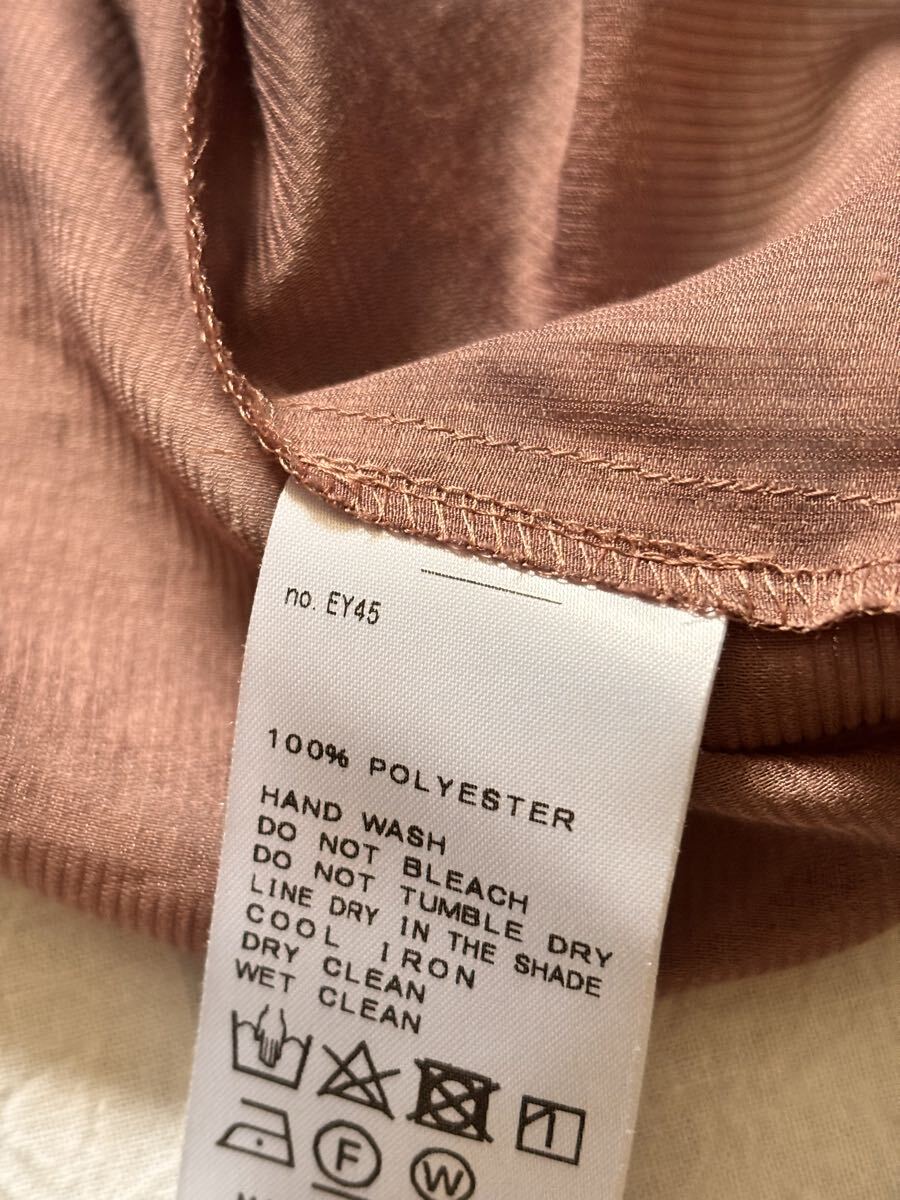 no. EY45
100% POLYESTER
HAND WASH
DO NOT BLEACH
DO NOT TUMBLE DRY
LINE DRY IN THE SHADE
COOL IRON
DRY CLEAN
WET CLEAN
F
W